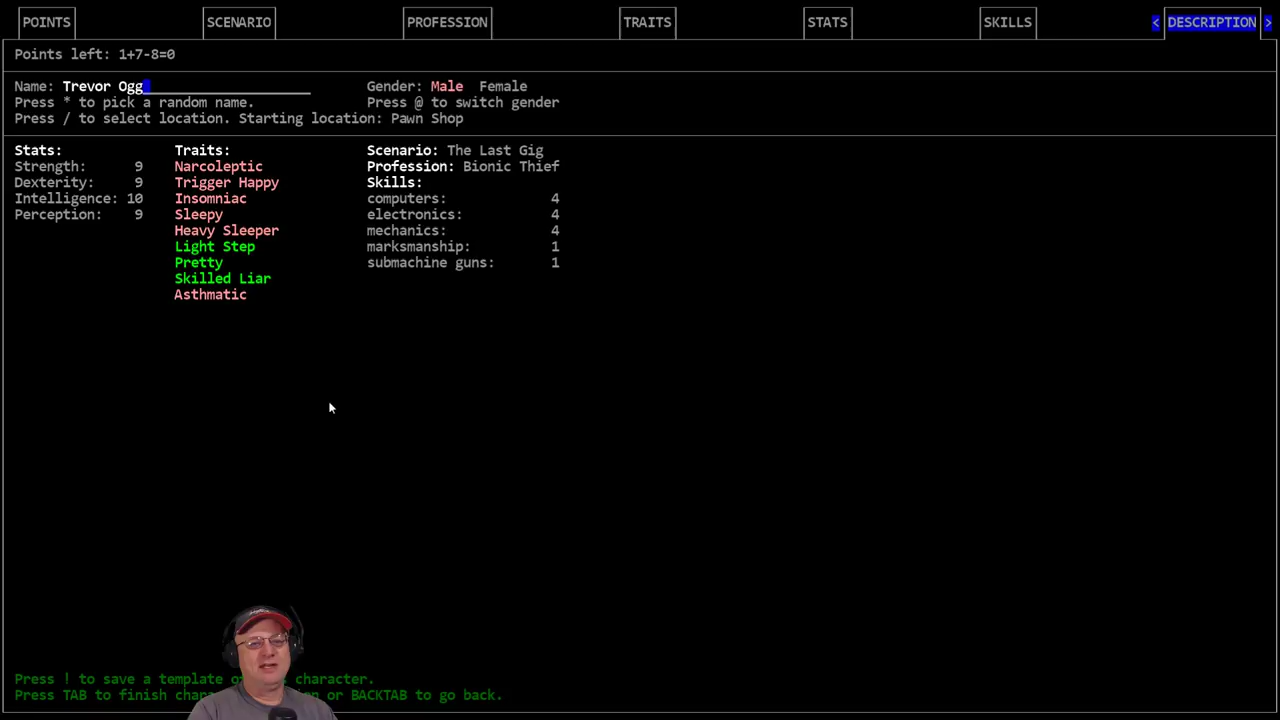 POINTS SCENARIO PROFESSION TRAITS STATS SKILLS < DESCRIPTION >
Points left: 1+7-8=0
Name: Trevor Ogg Gender: Male Female
Press * to pick a random name. Press @ to switch gender
Press / to select location. Starting location: Pawn Shop
Stats: Traits: Scenario: The Last Gig
Strength: 9 Narcoleptic Profession: Bionic Thief
Dexterity: 9 Trigger Happy Skills:
Intelligence: 10 Insomniac computers: 4
Perception: 9 Sleepy electronics: 4
Heavy Sleeper mechanics: 4
Light Step marksmanship: 1
Pretty submachine guns: 1
Skilled Liar
Asthmatic
Press ! to save a template character.
Press TAB to finish or BACKTAB to go back.